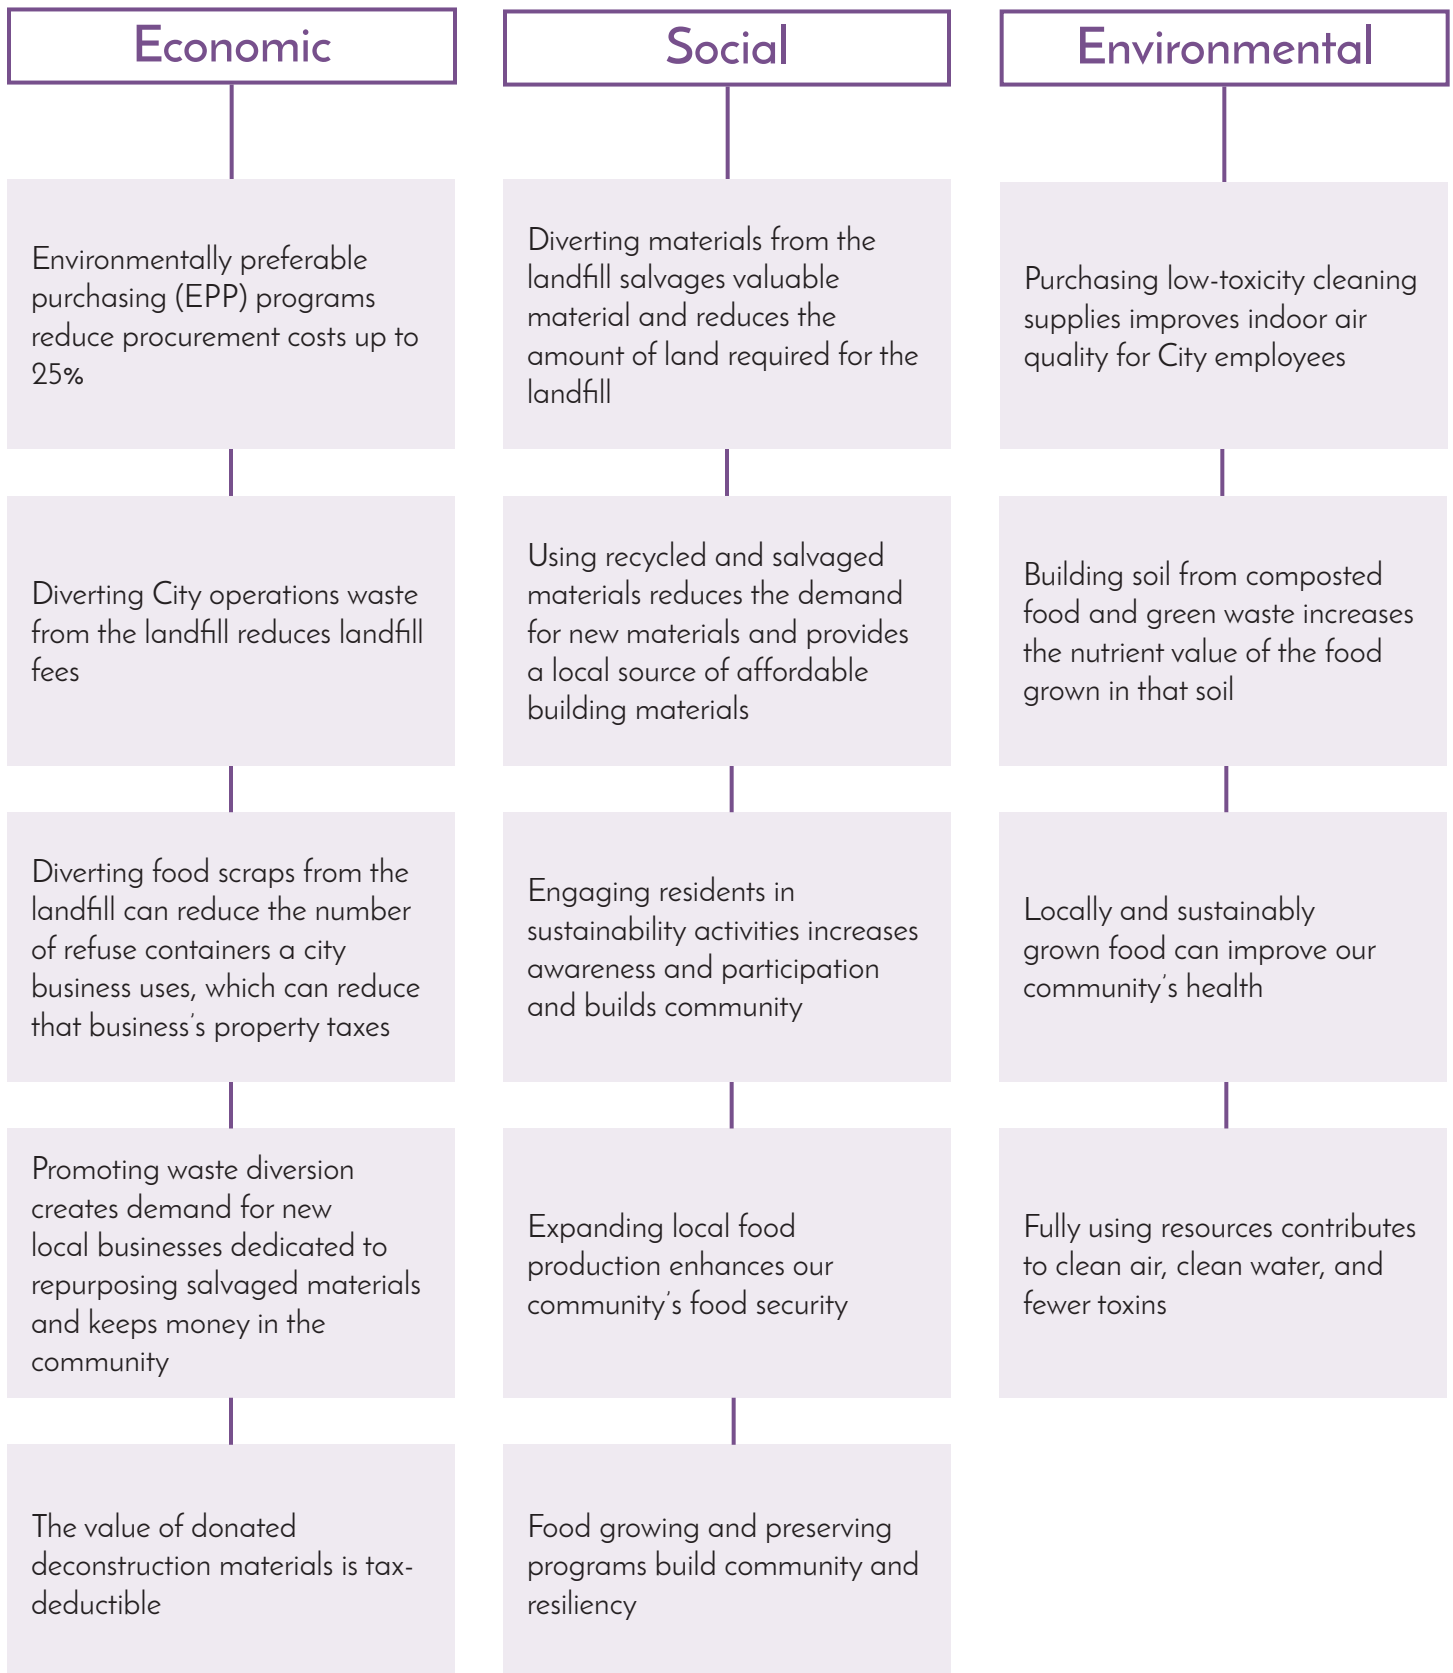 Economic
Environmentally preferable
purchasing (EPP) programs
reduce procurement costs up to
25%
Diverting City operations waste
from the landfill reduces landfill
fees
Diverting food scraps from the
landfill can reduce the number
of refuse containers a city
business uses, which can reduce
that business's property taxes
Promoting waste diversion
creates demand for new
local businesses dedicated to
repurposing salvaged materials
and keeps money in the
community
The value of donated
deconstruction materials is tax-
deductible
Social
Diverting materials from the
landfill salvages valuable
material and reduces the
amount of land required for the
landfill
Using recycled and salvaged
materials reduces the demand
for new materials and provides
a local source of affordable
building materials
Engaging residents in
sustainability activities increases
awareness and participation
and builds community
Expanding local food
production enhances our
community's food security
Food growing and preserving
programs build community and
resiliency
Environmental
Purchasing low-toxicity cleaning
supplies improves indoor air
quality for City employees
Building soil from composted
food and green waste increases
the nutrient value of the food
grown in that soil
Locally and sustainably
grown food can improve our
community's health
Fully using resources contributes
to clean air, clean water, and
fewer toxins